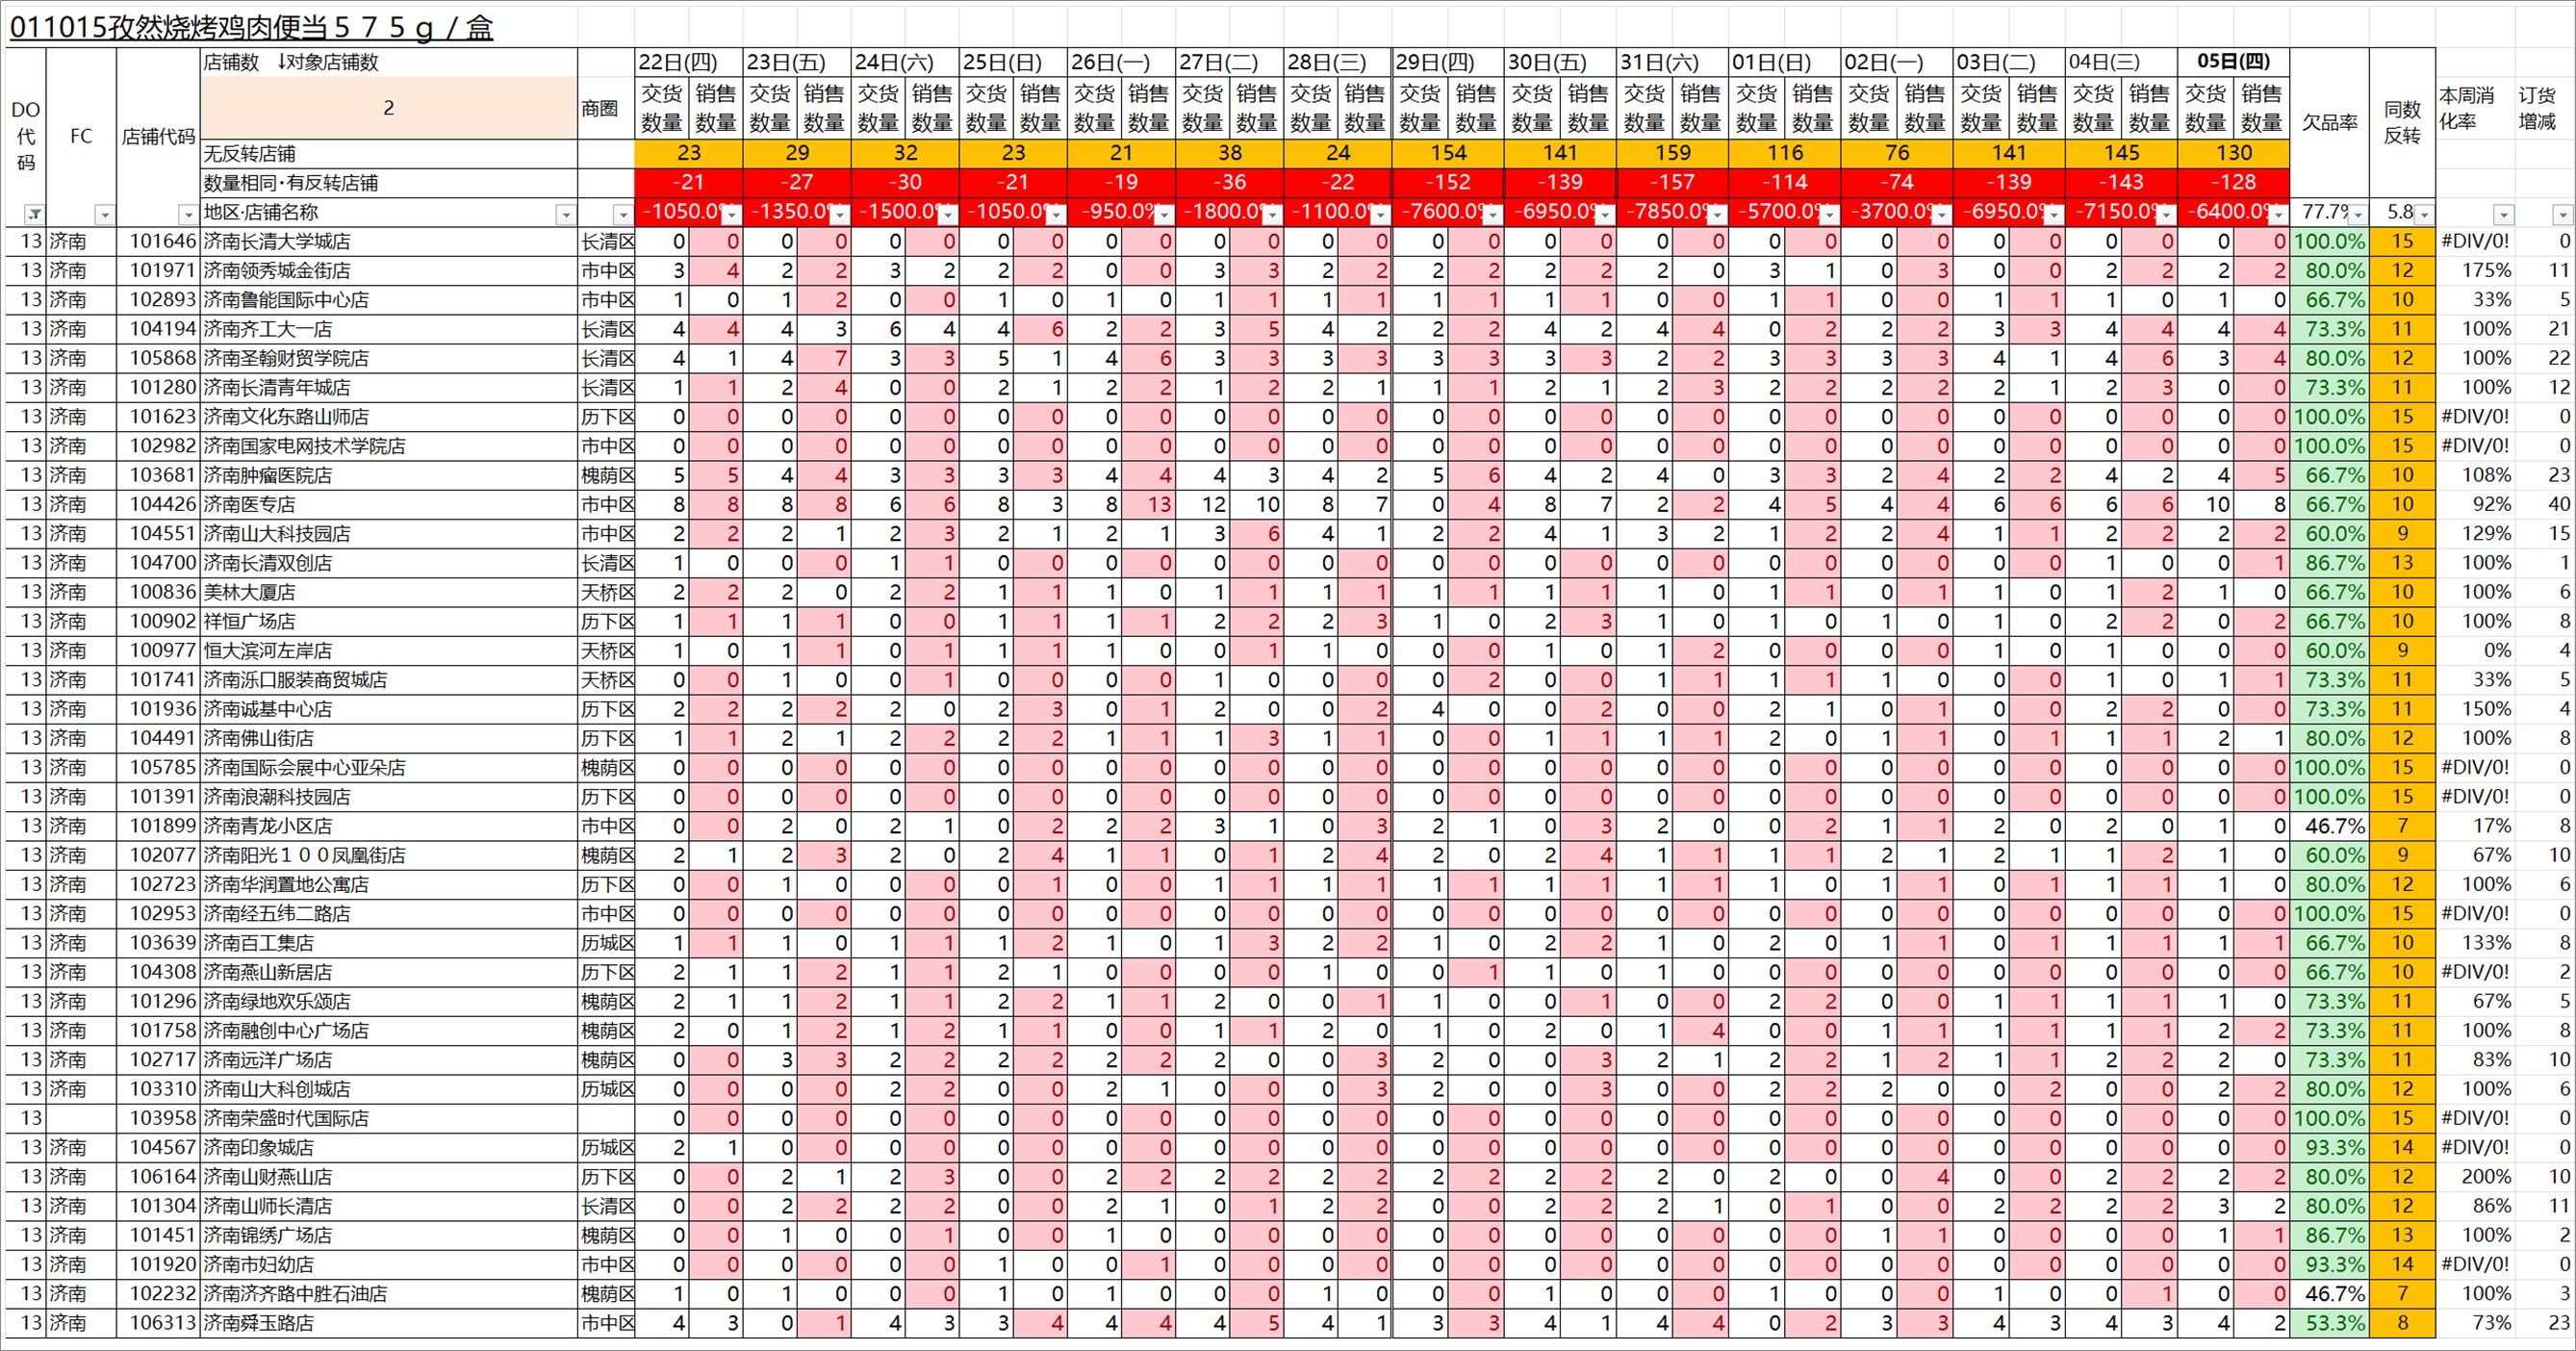 011015孜然烧烤鸡肉便当５７５ｇ／盒
DO代码 FC 店铺代码 店铺数 ↓对象店铺数 商圈 22日(四) 23日(五) 24日(六) 25日(日) 26日(一) 27日(二) 28日(三) 29日(四) 30日(五) 31日(六) 01日(日) 02日(一) 03日(二) 04日(三) 05日(四) 欠品率 同数反转 本周消化率 订货增减
2 交货数量 销售数量 交货数量 销售数量 交货数量 销售数量 交货数量 销售数量 交货数量 销售数量 交货数量 销售数量 交货数量 销售数量 交货数量 销售数量 交货数量 销售数量 交货数量 销售数量 交货数量 销售数量 交货数量 销售数量 交货数量 销售数量 交货数量 销售数量 交货数量 销售数量
无反转店铺 23 29 32 23 21 38 24 154 141 159 116 76 141 145 130
数量相同·有反转店铺 -21 -27 -30 -21 -19 -36 -22 -152 -139 -157 -114 -74 -139 -143 -128
地区·店铺名称 -1050.0% -1350.0% -1500.0% -1050.0% -950.0% -1800.0% -1100.0% -7600.0% -6950.0% -7850.0% -5700.0% -3700.0% -6950.0% -7150.0% -6400.0% 77.7% 5.8
13 济南 101646 济南长清大学城店 长清区 0 0 0 0 0 0 0 0 0 0 0 0 0 0 0 0 0 0 0 0 0 0 0 0 0 0 0 0 0 0 100.0% 15 #DIV/0! 0
13 济南 101971 济南领秀城金街店 市中区 3 4 2 2 3 2 2 2 0 0 3 3 2 2 2 2 2 2 2 0 3 1 0 3 0 0 2 2 2 2 80.0% 12 175% 11
13 济南 102893 济南鲁能国际中心店 市中区 1 0 1 2 0 0 1 0 1 0 1 1 1 1 1 1 1 1 0 0 1 1 0 0 1 1 1 0 1 0 66.7% 10 33% 5
13 济南 104194 济南齐工大一店 长清区 4 4 4 3 6 4 4 6 2 2 3 5 4 2 2 2 4 2 4 4 0 2 2 2 3 3 4 4 4 4 73.3% 11 100% 21
13 济南 105868 济南圣翰财贸学院店 长清区 4 1 4 7 3 3 5 1 4 6 3 3 3 3 3 3 3 3 2 2 3 3 3 3 4 1 4 6 3 4 80.0% 12 100% 22
13 济南 101280 济南长清青年城店 长清区 1 1 2 4 0 0 2 1 2 2 1 2 2 1 1 1 2 1 2 3 2 2 2 2 2 1 2 3 0 0 73.3% 11 100% 12
13 济南 101623 济南文化东路山师店 历下区 0 0 0 0 0 0 0 0 0 0 0 0 0 0 0 0 0 0 0 0 0 0 0 0 0 0 0 0 0 0 100.0% 15 #DIV/0! 0
13 济南 102982 济南国家电网技术学院店 市中区 0 0 0 0 0 0 0 0 0 0 0 0 0 0 0 0 0 0 0 0 0 0 0 0 0 0 0 0 0 0 100.0% 15 #DIV/0! 0
13 济南 103681 济南肿瘤医院店 槐荫区 5 5 4 4 3 3 3 3 4 4 4 3 4 2 5 6 4 2 4 0 3 3 2 4 2 2 4 2 4 5 66.7% 10 108% 23
13 济南 104426 济南医专店 市中区 8 8 8 8 6 6 8 3 8 13 12 10 8 7 0 4 8 7 2 2 4 5 4 4 6 6 6 6 10 8 66.7% 10 92% 40
13 济南 104551 济南山大科技园店 市中区 2 2 2 1 2 3 2 1 2 1 3 6 4 1 2 2 4 1 3 2 1 2 2 4 1 1 2 2 2 2 60.0% 9 129% 15
13 济南 104700 济南长清双创店 长清区 1 0 0 0 1 1 0 0 0 0 0 0 0 0 0 0 0 0 0 0 0 0 0 0 0 0 1 0 0 1 86.7% 13 100% 1
13 济南 100836 美林大厦店 天桥区 2 2 2 0 2 2 1 1 1 0 1 1 1 1 1 1 1 1 1 0 1 1 0 1 1 0 1 2 1 0 66.7% 10 100% 6
13 济南 100902 祥恒广场店 历下区 1 1 1 1 0 0 1 1 1 1 2 2 2 3 1 0 2 3 1 0 1 0 1 0 1 0 2 2 0 2 66.7% 10 100% 8
13 济南 100977 恒大滨河左岸店 天桥区 1 0 1 1 0 1 1 1 1 0 0 1 1 0 0 0 1 0 1 2 0 0 0 0 1 0 1 0 0 0 60.0% 9 0% 4
13 济南 101741 济南泺口服装商贸城店 天桥区 0 0 1 0 0 1 0 0 0 0 1 0 0 0 0 2 0 0 1 1 1 1 1 0 0 0 1 0 1 1 73.3% 11 33% 5
13 济南 101936 济南诚基中心店 历下区 2 2 2 2 2 0 2 3 0 1 2 0 0 2 4 0 0 2 0 0 2 1 0 1 0 0 2 2 0 0 73.3% 11 150% 4
13 济南 104491 济南佛山街店 历下区 1 1 2 1 2 2 2 2 1 1 1 3 1 1 0 0 1 1 1 1 2 0 1 1 0 1 1 1 2 1 80.0% 12 100% 8
13 济南 105785 济南国际会展中心亚朵店 槐荫区 0 0 0 0 0 0 0 0 0 0 0 0 0 0 0 0 0 0 0 0 0 0 0 0 0 0 0 0 0 0 100.0% 15 #DIV/0! 0
13 济南 101391 济南浪潮科技园店 历下区 0 0 0 0 0 0 0 0 0 0 0 0 0 0 0 0 0 0 0 0 0 0 0 0 0 0 0 0 0 0 100.0% 15 #DIV/0! 0
13 济南 101899 济南青龙小区店 市中区 0 0 2 0 2 1 0 2 2 2 3 1 0 3 2 1 0 3 2 0 0 2 1 1 2 0 2 0 1 0 46.7% 7 17% 8
13 济南 102077 济南阳光１００凤凰街店 槐荫区 2 1 2 3 2 0 2 4 1 1 0 1 2 4 2 0 2 4 1 1 1 1 2 1 2 1 1 2 1 0 60.0% 9 67% 10
13 济南 102723 济南华润置地公寓店 历下区 0 0 1 0 0 0 0 1 0 0 1 1 1 1 1 1 1 1 1 1 1 0 1 1 0 1 1 1 1 0 80.0% 12 100% 6
13 济南 102953 济南经五纬二路店 市中区 0 0 0 0 0 0 0 0 0 0 0 0 0 0 0 0 0 0 0 0 0 0 0 0 0 0 0 0 0 0 100.0% 15 #DIV/0! 0
13 济南 103639 济南百工集店 历城区 1 1 1 0 1 1 1 2 1 0 1 3 2 2 1 0 2 2 1 0 2 0 1 1 0 1 1 1 1 1 66.7% 10 133% 8
13 济南 104308 济南燕山新居店 历下区 2 1 1 2 1 1 2 1 0 0 0 0 1 0 0 1 1 0 1 0 0 0 0 0 0 0 0 0 0 0 66.7% 10 #DIV/0! 2
13 济南 101296 济南绿地欢乐颂店 槐荫区 2 1 1 2 1 1 2 2 1 1 2 0 0 1 1 0 0 1 0 0 2 2 0 0 1 1 1 1 1 0 73.3% 11 67% 5
13 济南 101758 济南融创中心广场店 槐荫区 2 0 1 2 1 2 1 1 0 0 1 1 2 0 1 0 2 0 1 4 0 0 1 1 1 1 1 1 2 2 73.3% 11 100% 8
13 济南 102717 济南远洋广场店 槐荫区 0 0 3 3 2 2 2 2 2 2 2 0 0 3 2 0 0 3 2 1 2 2 1 2 1 1 2 2 2 0 73.3% 11 83% 10
13 济南 103310 济南山大科创城店 历城区 0 0 0 0 2 2 0 0 2 1 0 0 0 3 2 0 0 3 0 0 2 2 2 0 0 2 0 0 2 2 80.0% 12 100% 6
13 103958 济南荣盛时代国际店 0 0 0 0 0 0 0 0 0 0 0 0 0 0 0 0 0 0 0 0 0 0 0 0 0 0 0 0 0 0 100.0% 15 #DIV/0! 0
13 济南 104567 济南印象城店 历城区 2 1 0 0 0 0 0 0 0 0 0 0 0 0 0 0 0 0 0 0 0 0 0 0 0 0 0 0 0 0 93.3% 14 #DIV/0! 0
13 济南 106164 济南山财燕山店 历下区 0 0 2 1 2 3 0 0 2 2 2 2 2 2 2 2 2 2 2 0 2 0 0 4 0 0 2 2 2 2 80.0% 12 200% 10
13 济南 101304 济南山师长清店 长清区 0 0 2 2 2 2 0 0 2 1 0 1 2 2 0 0 2 2 2 1 0 1 0 0 2 2 2 2 3 2 80.0% 12 86% 11
13 济南 101451 济南锦绣广场店 槐荫区 0 0 1 0 0 1 0 0 1 0 0 0 0 0 0 0 0 0 0 0 0 0 1 1 0 0 0 0 1 1 86.7% 13 100% 2
13 济南 101920 济南市妇幼店 市中区 0 0 0 0 0 0 1 0 0 1 0 0 0 0 0 0 0 0 0 0 0 0 0 0 0 0 0 0 0 0 93.3% 14 #DIV/0! 0
13 济南 102232 济南济齐路中胜石油店 槐荫区 1 0 1 0 0 0 1 0 1 0 0 0 1 0 0 0 1 0 0 0 1 0 0 0 1 0 0 1 0 0 46.7% 7 100% 3
13 济南 106313 济南舜玉路店 市中区 4 3 0 1 4 3 3 4 4 4 4 5 4 1 3 3 4 1 4 4 0 2 3 3 4 3 4 3 4 2 53.3% 8 73% 23